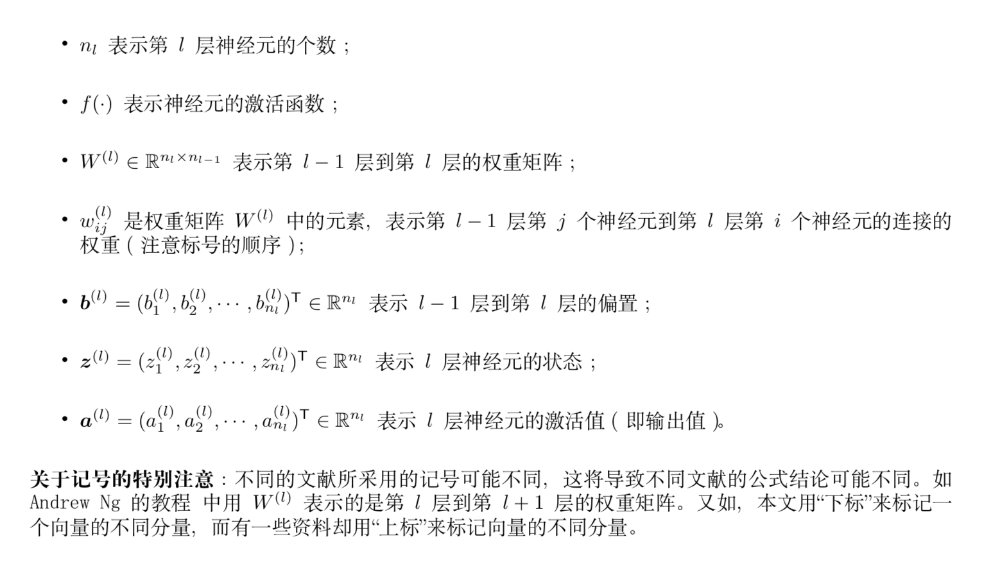 • $n_l$ 表示第 $l$ 层神经元的个数；
• $f(\cdot)$ 表示神经元的激活函数；
• $W^{(l)} \in \mathbb{R}^{n_l \times n_{l-1}}$ 表示第 $l-1$ 层到第 $l$ 层的权重矩阵；
• $w_{ij}^{(l)}$ 是权重矩阵 $W^{(l)}$ 中的元素，表示第 $l-1$ 层第 $j$ 个神经元到第 $l$ 层第 $i$ 个神经元的连接的
权重（注意标号的顺序）；
• $\boldsymbol{b}^{(l)} = (b_1^{(l)}, b_2^{(l)}, \cdots, b_{n_l}^{(l)})^\mathsf{T} \in \mathbb{R}^{n_l}$ 表示 $l-1$ 层到第 $l$ 层的偏置；
• $\boldsymbol{z}^{(l)} = (z_1^{(l)}, z_2^{(l)}, \cdots, z_{n_l}^{(l)})^\mathsf{T} \in \mathbb{R}^{n_l}$ 表示 $l$ 层神经元的状态；
• $\boldsymbol{a}^{(l)} = (a_1^{(l)}, a_2^{(l)}, \cdots, a_{n_l}^{(l)})^\mathsf{T} \in \mathbb{R}^{n_l}$ 表示 $l$ 层神经元的激活值（即输出值）。
关于记号的特别注意：不同的文献所采用的记号可能不同，这将导致不同文献的公式结论可能不同。如
Andrew Ng 的教程 中用 $W^{(l)}$ 表示的是第 $l$ 层到第 $l+1$ 层的权重矩阵。又如，本文用“下标”来标记一
个向量的不同分量，而有一些资料却用“上标”来标记向量的不同分量。